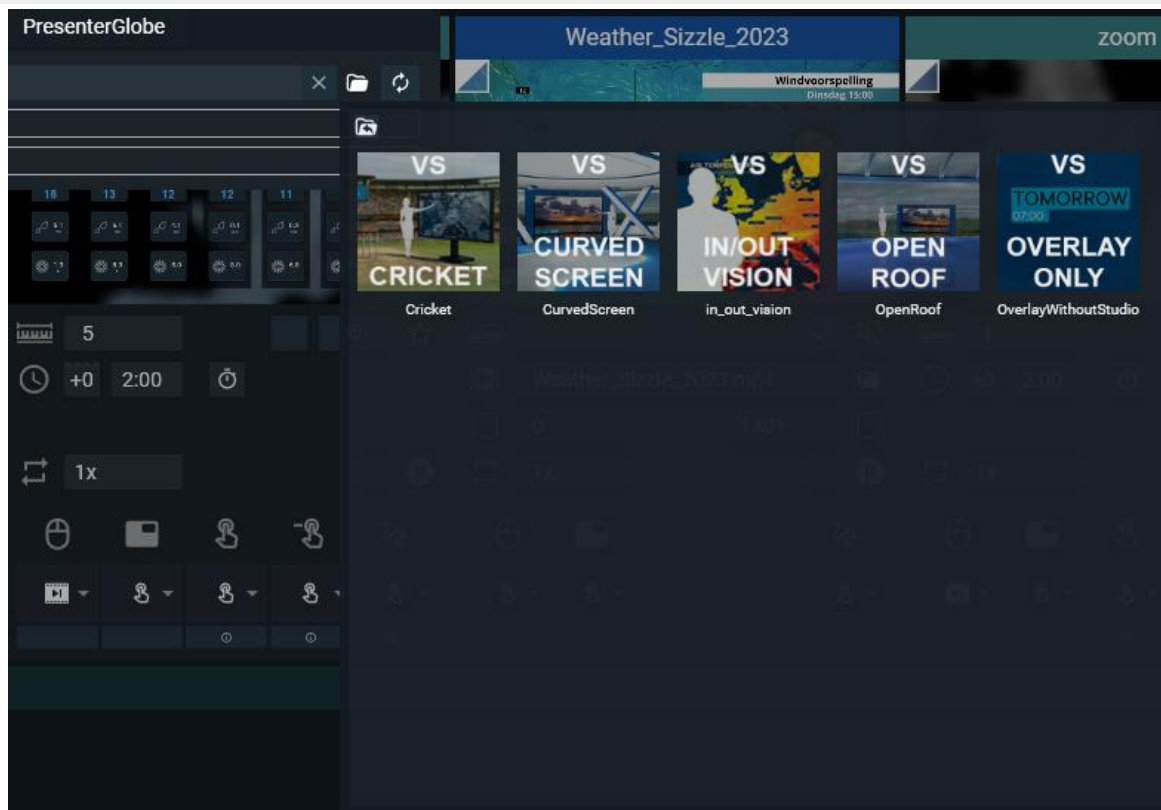 PresenterGlobe
Weather_Sizzle_2023
zoom
Windvoorspelling
Dinsdag 15:00
18 13 12 12 11
VS
CRICKET
VS
CURVED
SCREEN
VS
IN/OUT
VISION
VS
OPEN
ROOF
VS
TOMORROW
07:00
OVERLAY
ONLY
Cricket
CurvedScreen
in_out_vision
OpenRoof
OverlayWithoutStudio
5
+0 2:00
Weather_Sizzle_2023.mp4
+0 2:00
0
1x
1x
1x